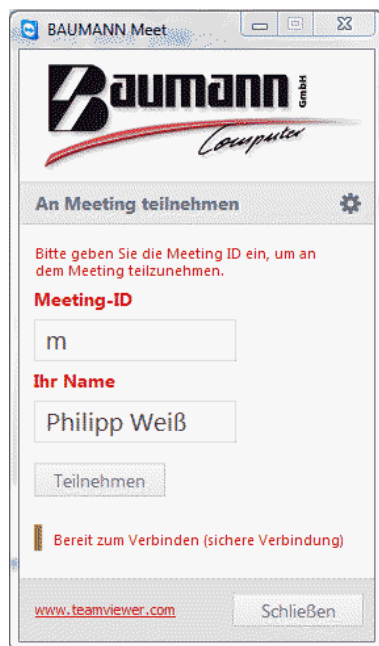 BAUMANN Meet
Baumann GmbH
Computer
An Meeting teilnehmen
Bitte geben Sie die Meeting ID ein, um an
dem Meeting teilzunehmen.
Meeting-ID
m
Ihr Name
Philipp Weiß
Teilnehmen
Bereit zum Verbinden (sichere Verbindung)
www.teamviewer.com
Schließen